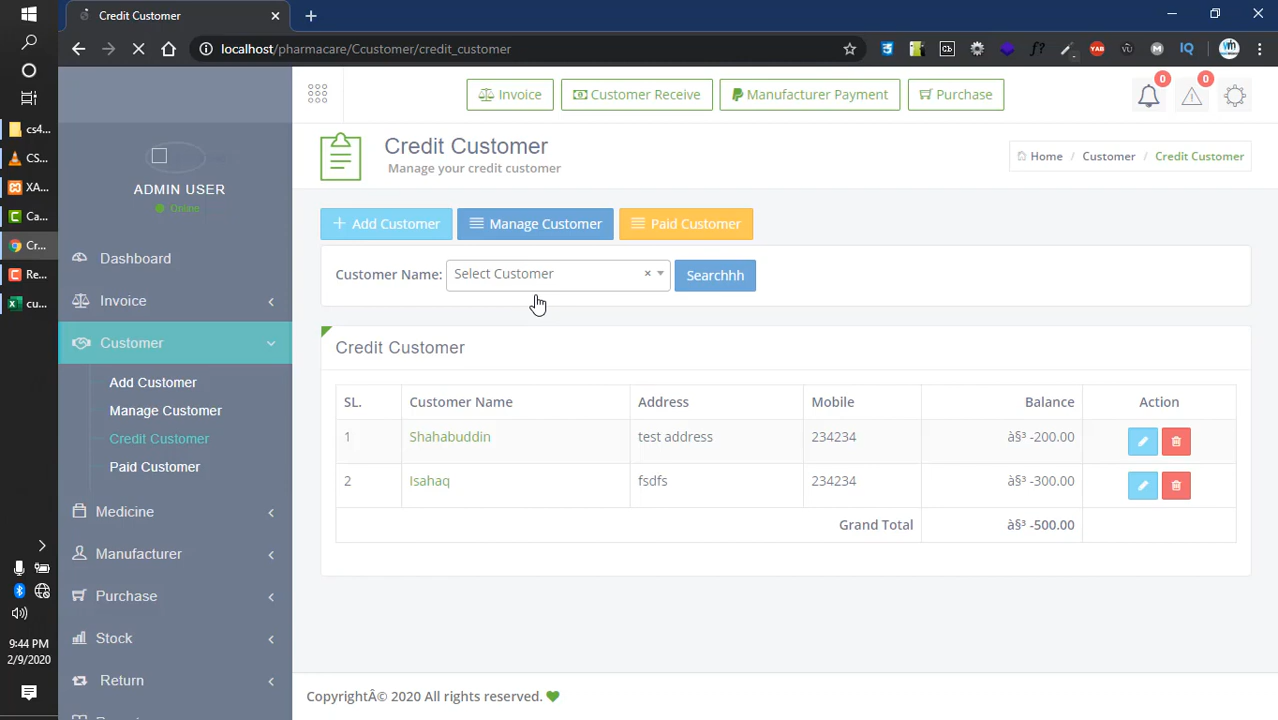 Credit Customer
localhost/pharmacare/Ccustomer/credit_customer
Cb
f?
YAB
IQ
cs4...
CS...
XA...
Ca...
Cr...
Re...
cu...
9:44 PM
2/9/2020
ADMIN USER
Online
Dashboard
Invoice
Customer
Add Customer
Manage Customer
Credit Customer
Paid Customer
Medicine
Manufacturer
Purchase
Stock
Return
Invoice
Customer Receive
Manufacturer Payment
Purchase
0
0
Credit Customer
Manage your credit customer
Home / Customer / Credit Customer
Add Customer
Manage Customer
Paid Customer
Customer Name: Select Customer × Searchhh
Credit Customer
SL. Customer Name Address Mobile Balance Action
1 Shahabuddin test address 234234 à§³ -200.00
2 Isahaq fsdfs 234234 à§³ -300.00
Grand Total à§³ -500.00
CopyrightÂ© 2020 All rights reserved.